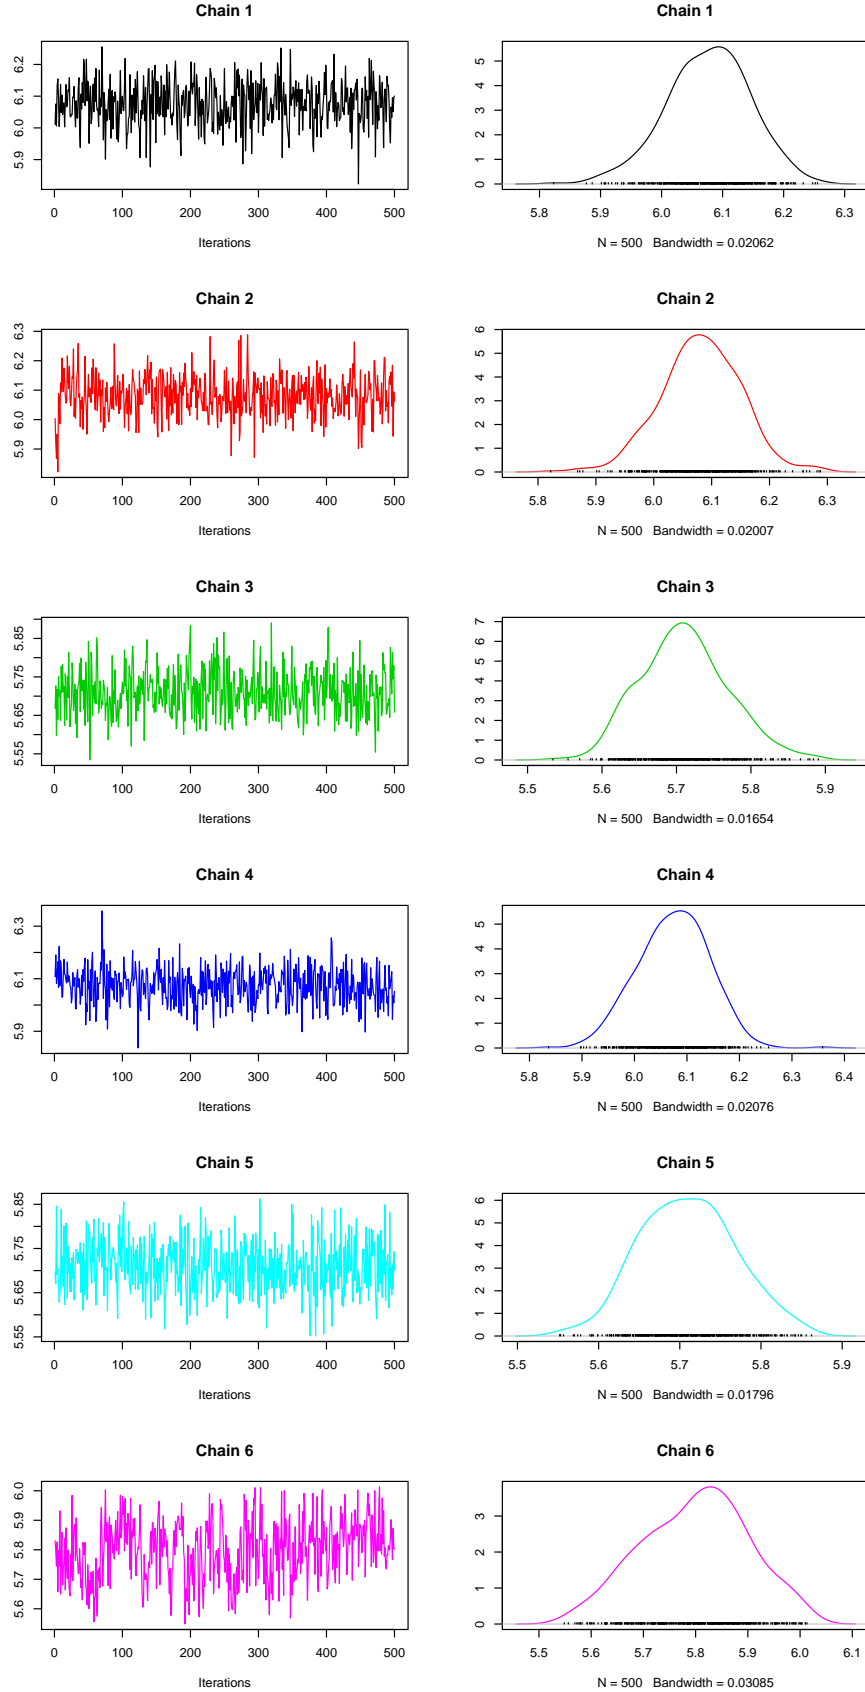 Chain 1
5.9 6.0 6.1 6.2
0 100 200 300 400 500
Iterations
Chain 1
0 1 2 3 4 5
5.8 5.9 6.0 6.1 6.2 6.3
N = 500 Bandwidth = 0.02062
Chain 2
5.9 6.0 6.1 6.2 6.3
0 100 200 300 400 500
Iterations
Chain 2
0 1 2 3 4 5 6
5.8 5.9 6.0 6.1 6.2 6.3
N = 500 Bandwidth = 0.02007
Chain 3
5.55 5.65 5.75 5.85
0 100 200 300 400 500
Iterations
Chain 3
0 1 2 3 4 5 6 7
5.5 5.6 5.7 5.8 5.9
N = 500 Bandwidth = 0.01654
Chain 4
5.9 6.1 6.3
0 100 200 300 400 500
Iterations
Chain 4
0 1 2 3 4 5
5.8 5.9 6.0 6.1 6.2 6.3 6.4
N = 500 Bandwidth = 0.02076
Chain 5
5.55 5.65 5.75 5.85
0 100 200 300 400 500
Iterations
Chain 5
0 1 2 3 4 5 6
5.5 5.6 5.7 5.8 5.9
N = 500 Bandwidth = 0.01796
Chain 6
5.6 5.7 5.8 5.9 6.0
0 100 200 300 400 500
Iterations
Chain 6
0 1 2 3
5.5 5.6 5.7 5.8 5.9 6.0 6.1
N = 500 Bandwidth = 0.03085